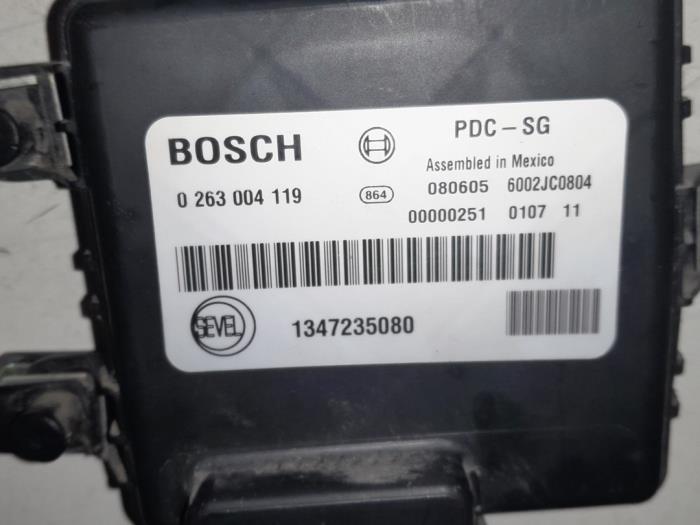 BOSCH
PDC - SG
Assembled in Mexico
0 263 004 119
864
080605 6002JC0804
00000251 0107 11
SEVEL
1347235080